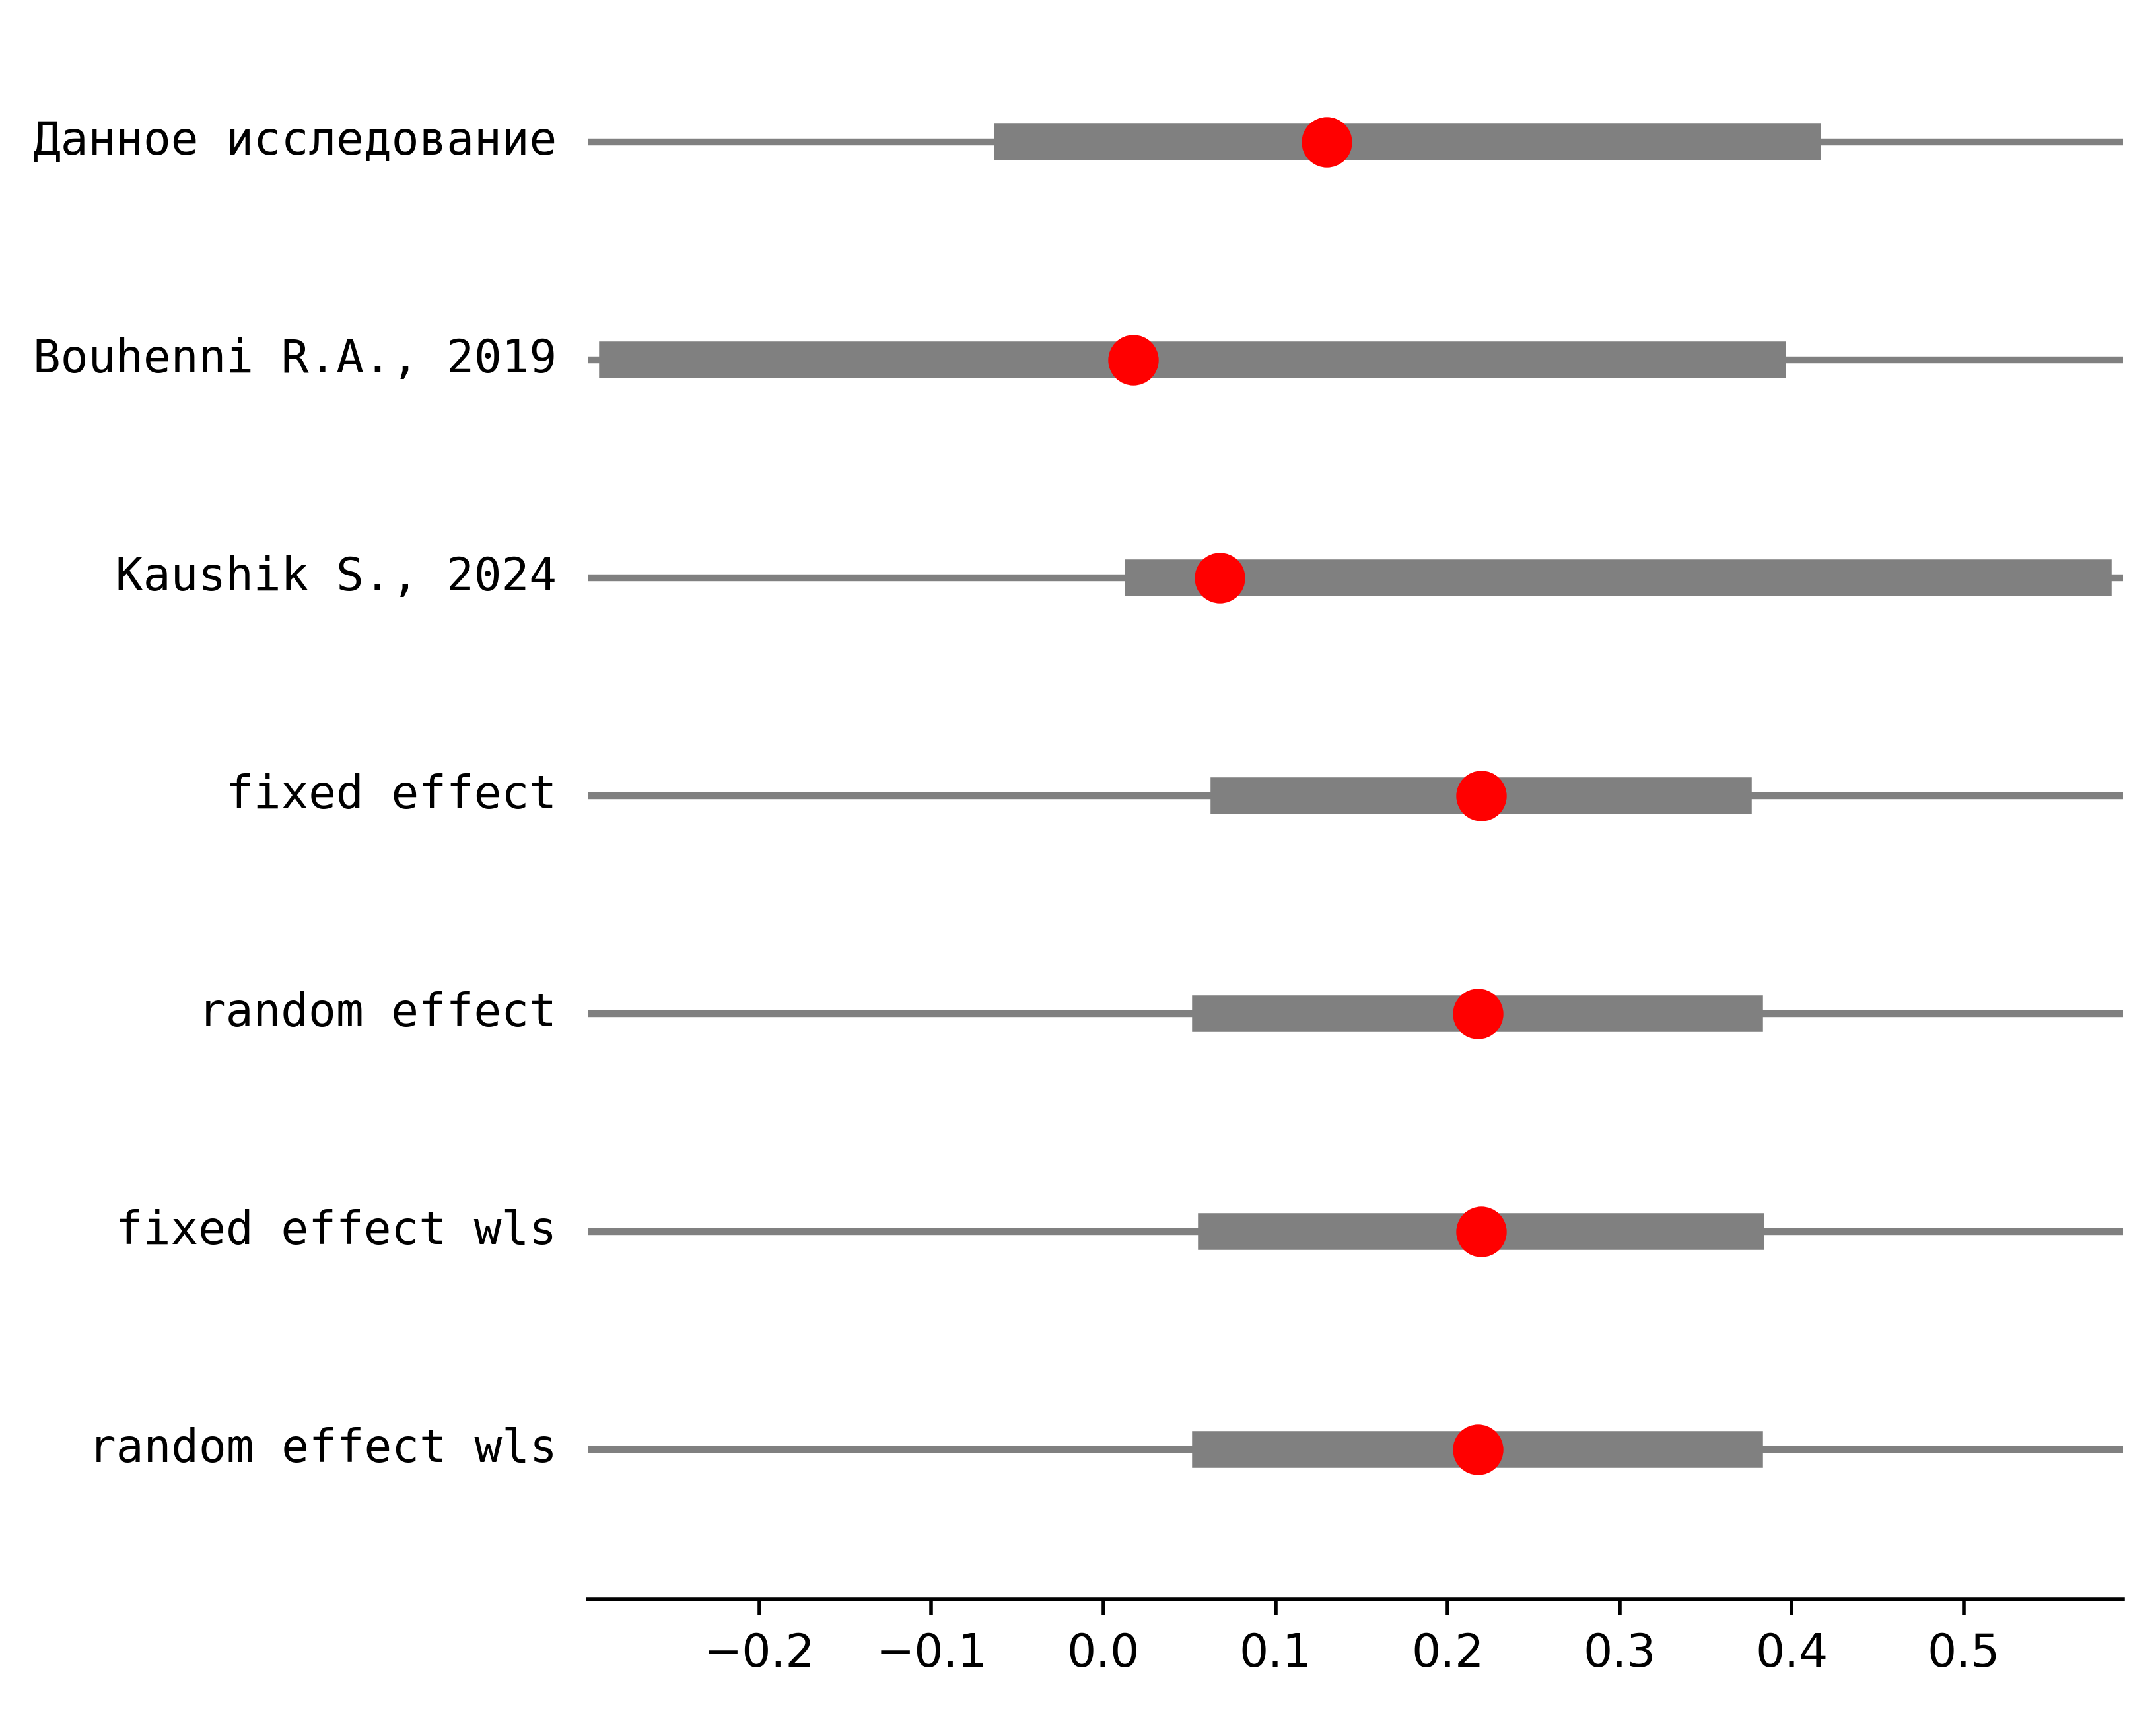 Данное исследование
Bouhenni R.A., 2019
Kaushik S., 2024
fixed effect
random effect
fixed effect wls
random effect wls
−0.2 −0.1 0.0 0.1 0.2 0.3 0.4 0.5